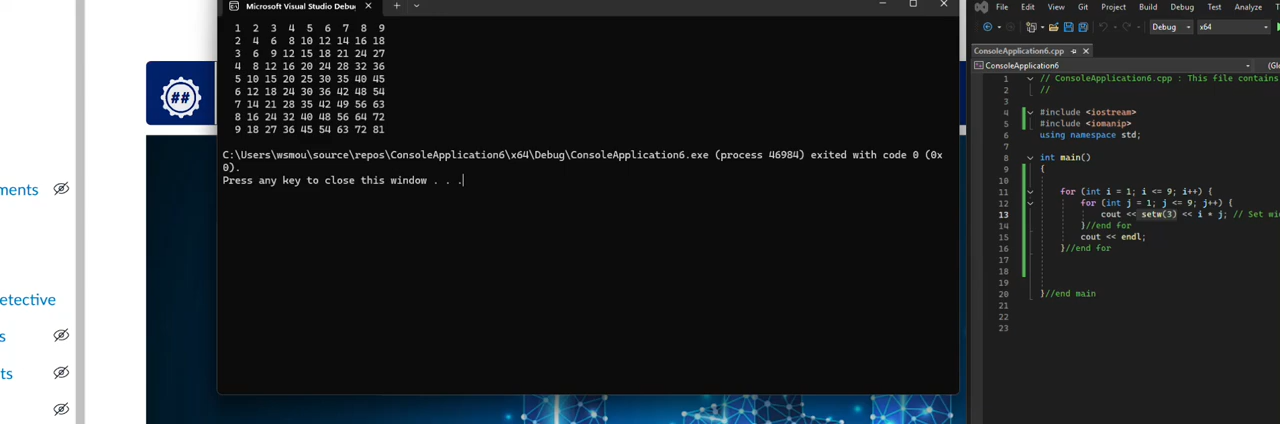 Microsoft Visual Studio Debu
1 2 3 4 5 6 7 8 9
2 4 6 8 10 12 14 16 18
3 6 9 12 15 18 21 24 27
4 8 12 16 20 24 28 32 36
5 10 15 20 25 30 35 40 45
6 12 18 24 30 36 42 48 54
7 14 21 28 35 42 49 56 63
8 16 24 32 40 48 56 64 72
9 18 27 36 45 54 63 72 81
C:\Users\wsmou\source\repos\ConsoleApplication6\x64\Debug\ConsoleApplication6.exe (process 46984) exited with code 0 (0x
0).
Press any key to close this window . . .
##
ments
etective
s
ts
File Edit View Git Project Build Debug Test Analyze T
Debug x64
ConsoleApplication6.cpp
ConsoleApplication6 (Glo
1 // ConsoleApplication6.cpp : This file contains
2 //
3
4 #include <iostream>
5 #include <iomanip>
6 using namespace std;
7
8 int main()
9 {
10
11 for (int i = 1; i <= 9; i++) {
12 for (int j = 1; j <= 9; j++) {
13 cout << setw(3) << i * j; // Set wi
14 }//end for
15 cout << endl;
16 }//end for
17
18
19
20 }//end main
21
22
23